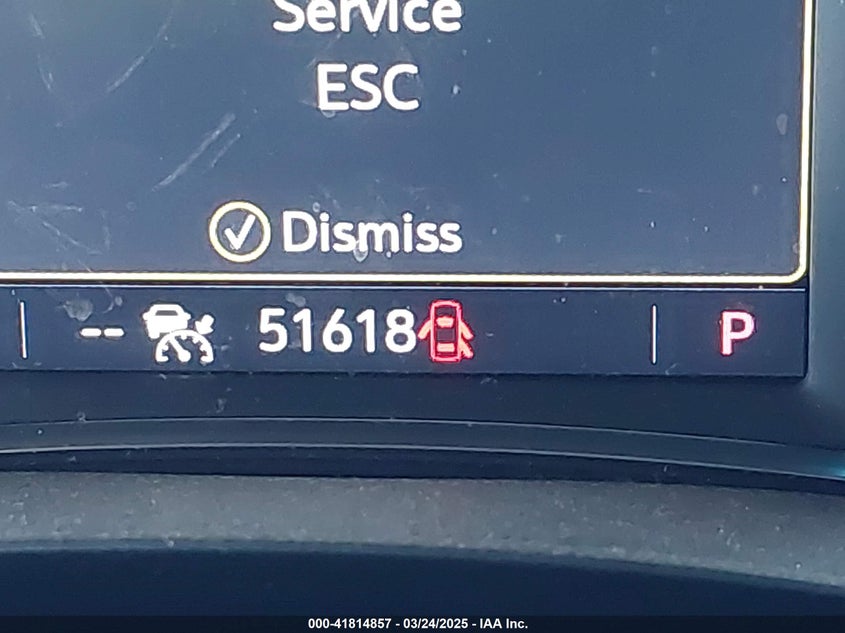 Service
ESC
Dismiss
-- 51618 P
000-41814857 - 03/24/2025 - IAA Inc.